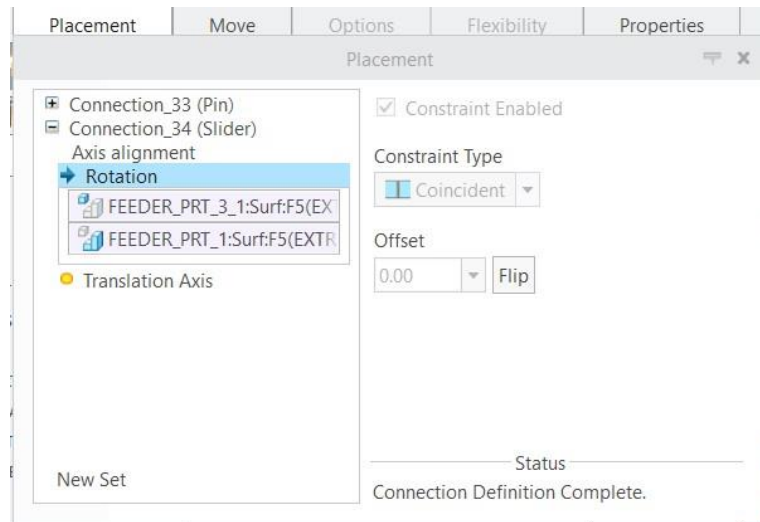 Placement Move Options Flexibility Properties
Placement
Connection_33 (Pin)
Connection_34 (Slider)
Axis alignment
Rotation
FEEDER_PRT_3_1:Surf:F5(EX
FEEDER_PRT_1:Surf:F5(EXTR
Translation Axis
New Set
Constraint Enabled
Constraint Type
Coincident
Offset
0.00 Flip
Status
Connection Definition Complete.